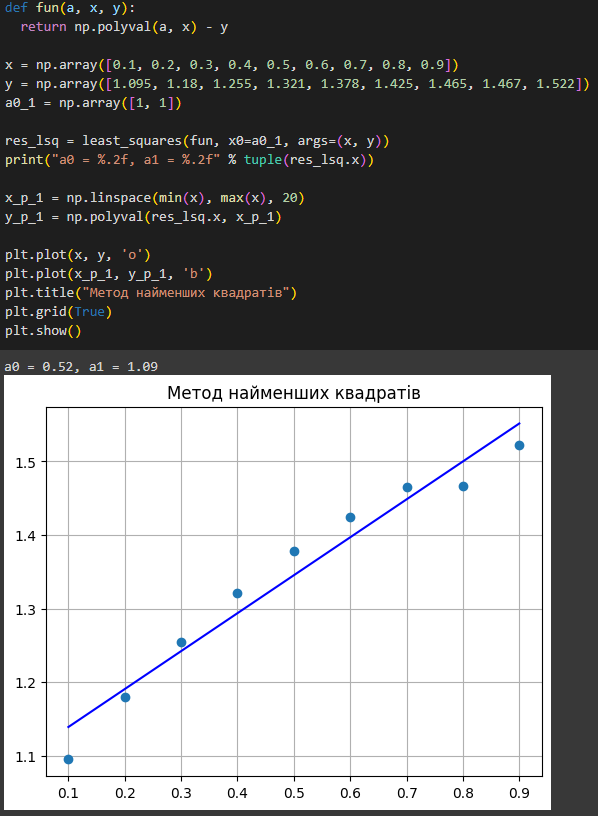 def fun(a, x, y):
  return np.polyval(a, x) - y

x = np.array([0.1, 0.2, 0.3, 0.4, 0.5, 0.6, 0.7, 0.8, 0.9])
y = np.array([1.095, 1.18, 1.255, 1.321, 1.378, 1.425, 1.465, 1.467, 1.522])
a0_1 = np.array([1, 1])

res_lsq = least_squares(fun, x0=a0_1, args=(x, y))
print("a0 = %.2f, a1 = %.2f" % tuple(res_lsq.x))

x_p_1 = np.linspace(min(x), max(x), 20)
y_p_1 = np.polyval(res_lsq.x, x_p_1)

plt.plot(x, y, 'o')
plt.plot(x_p_1, y_p_1, 'b')
plt.title("Метод найменших квадратів")
plt.grid(True)
plt.show()
a0 = 0.52, a1 = 1.09
Метод найменших квадратів
1.5
1.4
1.3
1.2
1.1
0.1 0.2 0.3 0.4 0.5 0.6 0.7 0.8 0.9